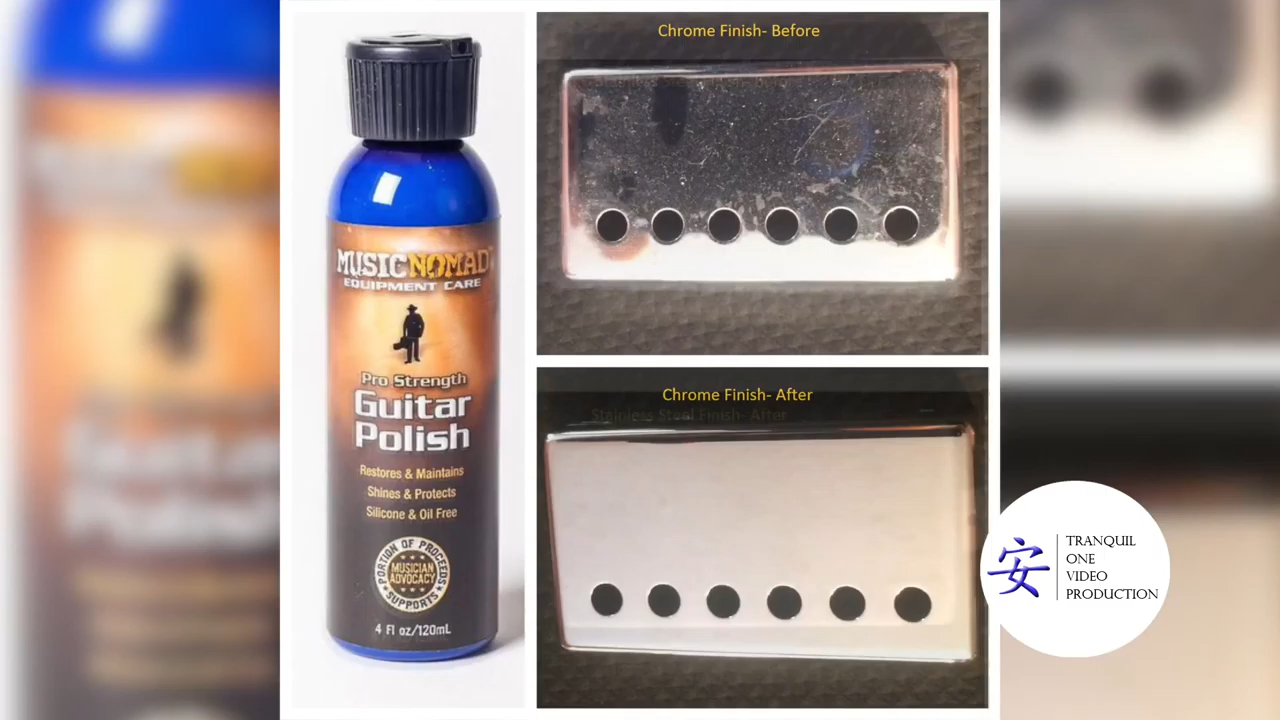 MUSICNOMAD
EQUIPMENT CARE
Pro Strength
Guitar
Polish
Restores & Maintains
Shines & Protects
Silicone & Oil Free
PORTION OF PROCEEDS
MUSICIAN
ADVOCACY
SUPPORTS
4 Fl oz/120mL
Chrome Finish- Before
Chrome Finish- After
Stainless Steel Finish- After
安
TRANQUIL
ONE
VIDEO
PRODUCTION